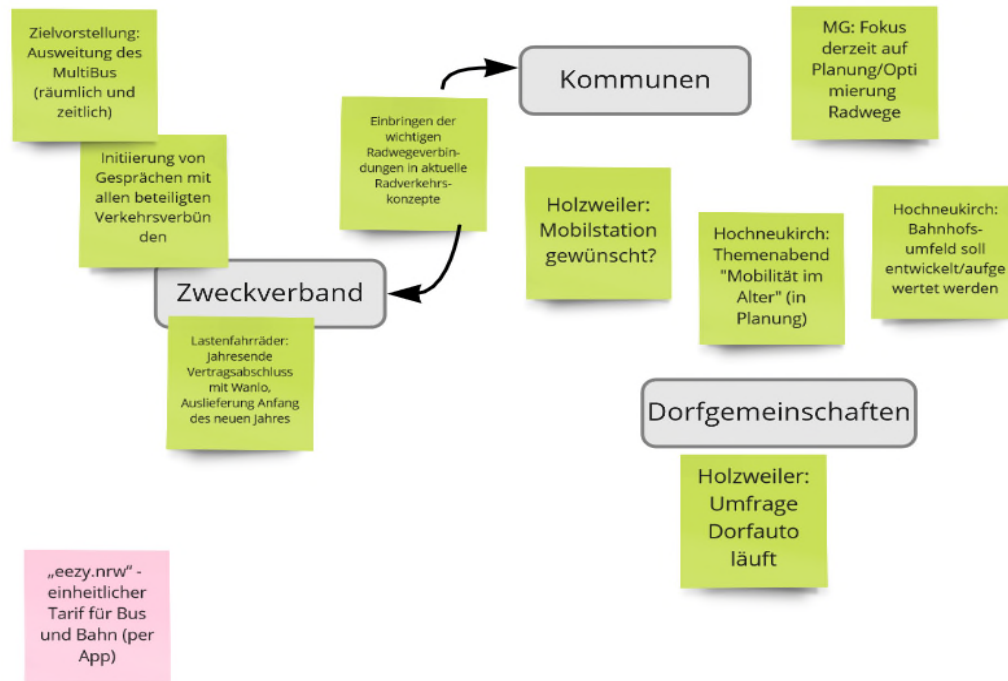 Zielvorstellung:
Ausweitung des
MultiBus
(räumlich und
zeitlich)
Initiierung von
Gesprächen mit
allen beteiligten
Verkehrsverbün
den
Einbringen der
wichtigen
Radwegeverbin-
dungen in aktuelle
Radverkehrs-
konzepte
Kommunen
MG: Fokus
derzeit auf
Planung/Opti
mierung
Radwege
Holzweiler:
Mobilstation
gewünscht?
Hochneukirch:
Themenabend
"Mobilität im
Alter" (in
Planung)
Hochneukirch:
Bahnhofs-
umfeld soll
entwickelt/aufge
wertet werden
Zweckverband
Lastenfahrräder:
Jahresende
Vertragsabschluss
mit Wanlo,
Auslieferung Anfang
des neuen Jahres
Dorfgemeinschaften
Holzweiler:
Umfrage
Dorfauto
läuft
„eezy.nrw“ -
einheitlicher
Tarif für Bus
und Bahn (per
App)